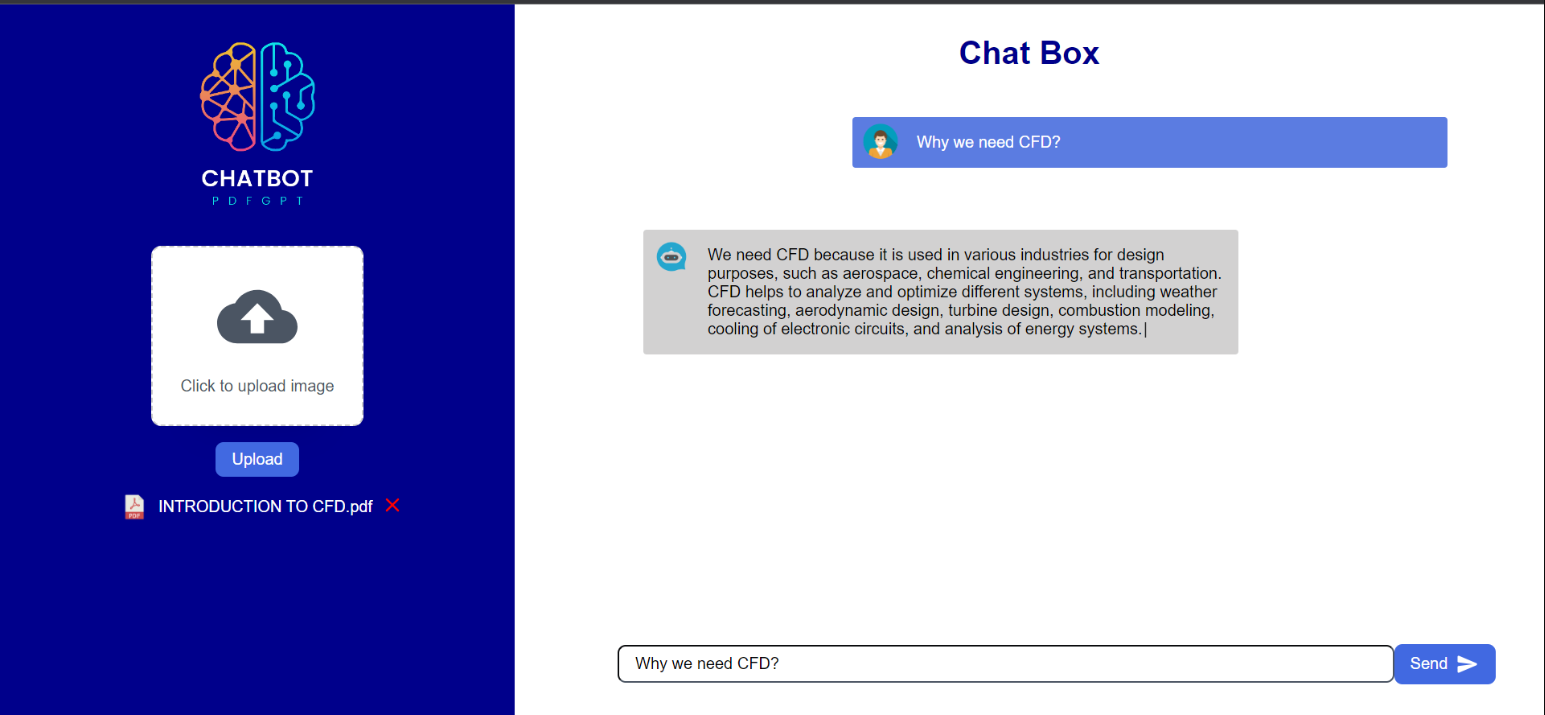 CHATBOT
PDFGPT
Click to upload image
Upload
PDF
INTRODUCTION TO CFD.pdf
Chat Box
Why we need CFD?
We need CFD because it is used in various industries for design
purposes, such as aerospace, chemical engineering, and transportation.
CFD helps to analyze and optimize different systems, including weather
forecasting, aerodynamic design, turbine design, combustion modeling,
cooling of electronic circuits, and analysis of energy systems.
Why we need CFD?
Send